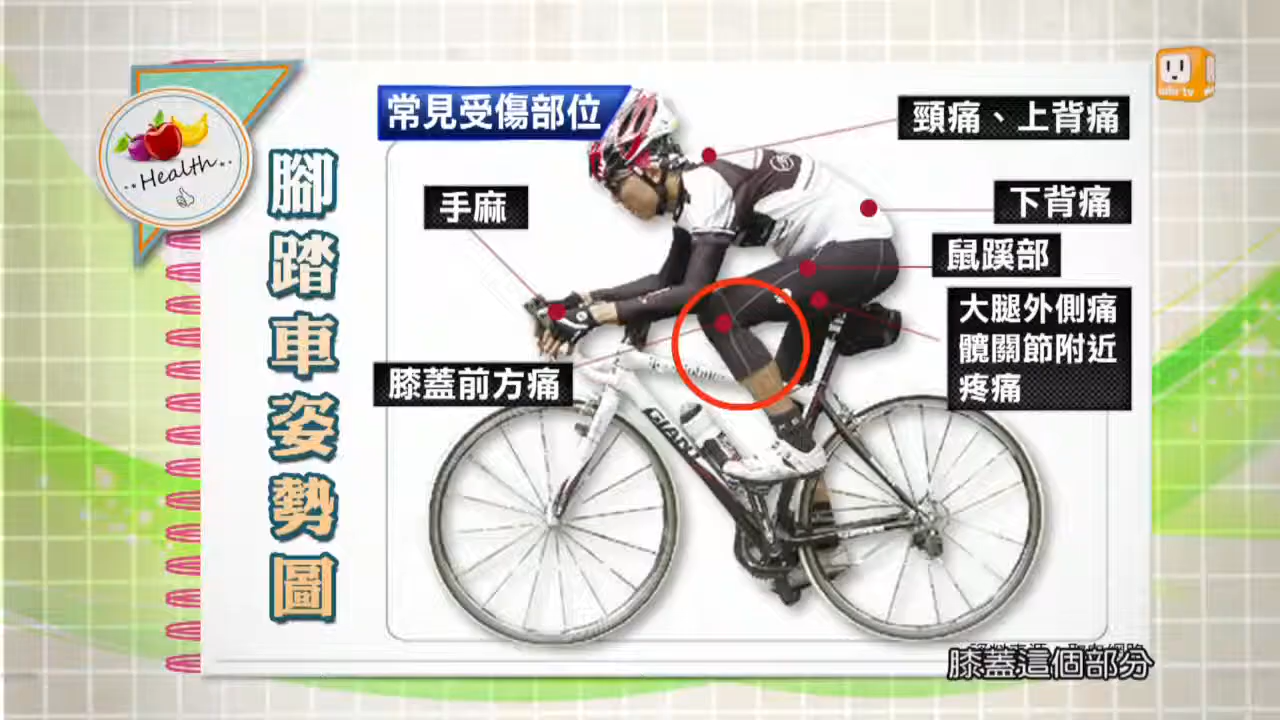 常見受傷部位
頸痛、上背痛
手麻
下背痛
鼠蹊部
大腿外側痛
髖關節附近
疼痛
膝蓋前方痛
Health
腳踏車姿勢圖
GIANT
膝蓋這個部分